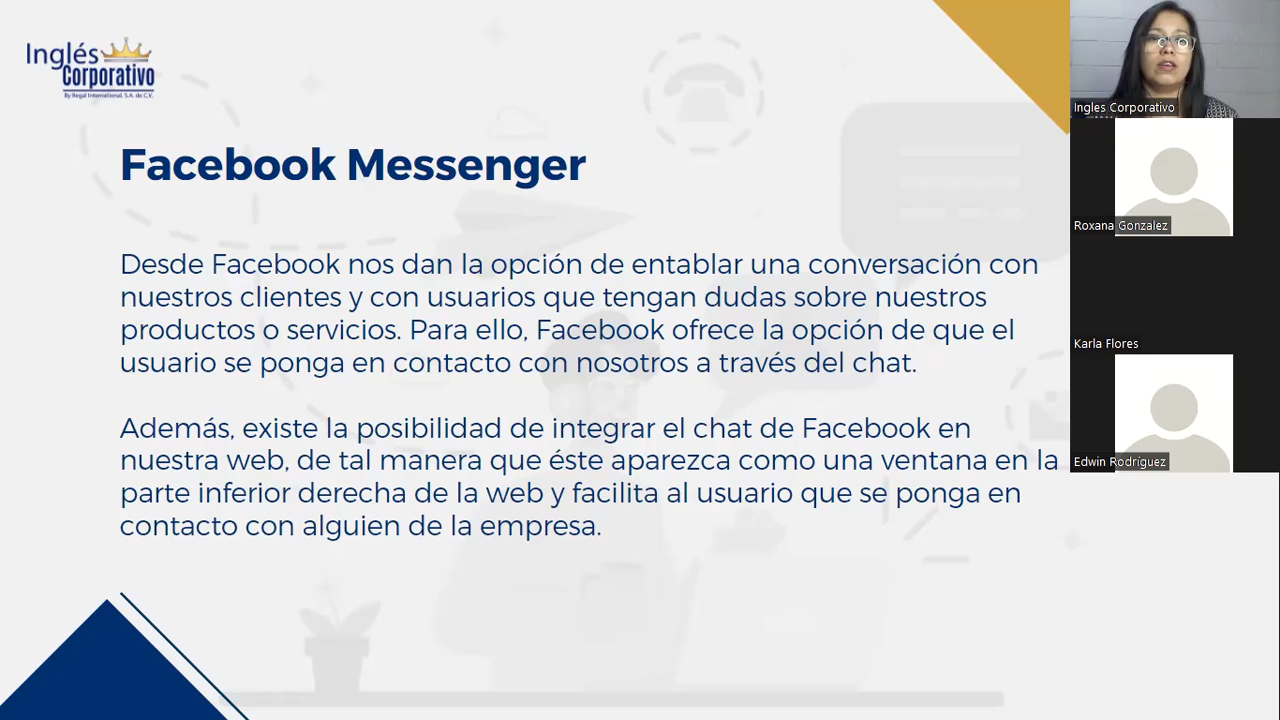 Inglés
Corporativo
By Regal International, S.A. de C.V.
Facebook Messenger
Desde Facebook nos dan la opción de entablar una conversación con
nuestros clientes y con usuarios que tengan dudas sobre nuestros
productos o servicios. Para ello, Facebook ofrece la opción de que el
usuario se ponga en contacto con nosotros a través del chat.
Además, existe la posibilidad de integrar el chat de Facebook en
nuestra web, de tal manera que éste aparezca como una ventana en la
parte inferior derecha de la web y facilita al usuario que se ponga en
contacto con alguien de la empresa.
Ingles Corporativo
Roxana Gonzalez
Karla Flores
Edwin Rodríguez